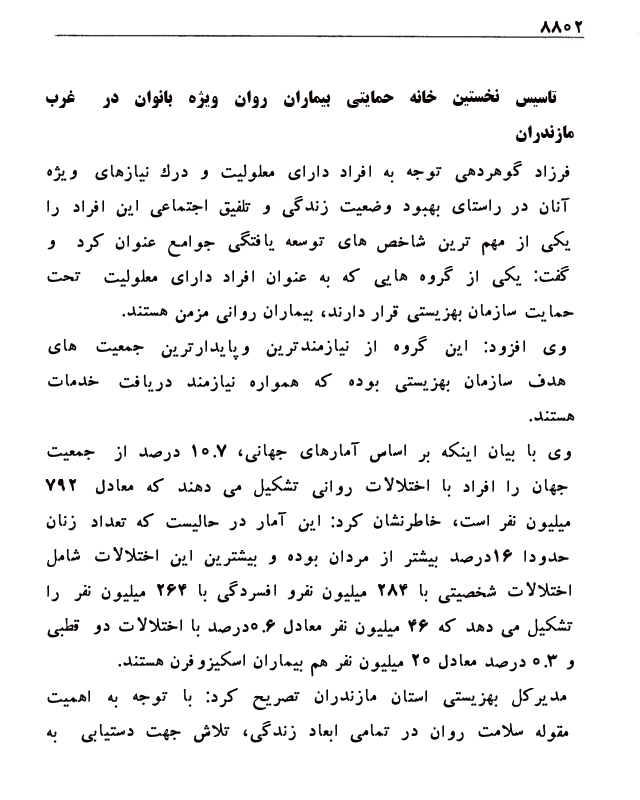 ۸۸۰۲
تاسیس نخستین خانه حمایتی بیماران روان ویژه بانوان در غرب
مازندران
فرزاد گوهردهی توجه به افراد دارای معلولیت و درك نیازهای ویژه
آنان در راستای بهبود وضعیت زندگی و تلفیق اجتماعی این افراد را
یکی از مهم ترین شاخص های توسعه یافتگی جوامع عنوان کرد و
گفت: یکی از گروه هایی که به عنوان افراد دارای معلولیت تحت
حمایت سازمان بهزیستی قرار دارند، بیماران روانی مزمن هستند.
وی افزود: این گروه از نیازمندترین وپایدارترین جمعیت های
هدف سازمان بهزیستی بوده که همواره نیازمند دریافت خدمات
هستند.
وی با بیان اینکه بر اساس آمارهای جهانی، ۱۰.۷ درصد از جمعیت
جهان را افراد با اختلالات روانی تشکیل می دهند که معادل ۷۹۲
میلیون نفر است، خاطرنشان کرد: این آمار در حالیست که تعداد زنان
حدودا ۱۶درصد بیشتر از مردان بوده و بیشترین این اختلالات شامل
اختلالات شخصیتی با ۲۸۴ میلیون نفرو افسردگی با ۲۶۴ میلیون نفر را
تشکیل می دهد که ۴۶ میلیون نفر معادل ۰.۶درصد با اختلالات دو قطبی
و ۰.۳ درصد معادل ۲۰ میلیون نفر هم بیماران اسکیزوفرن هستند.
مدیرکل بهزیستی استان مازندران تصریح کرد: با توجه به اهمیت
مقوله سلامت روان در تمامی ابعاد زندگی، تلاش جهت دستیابی به